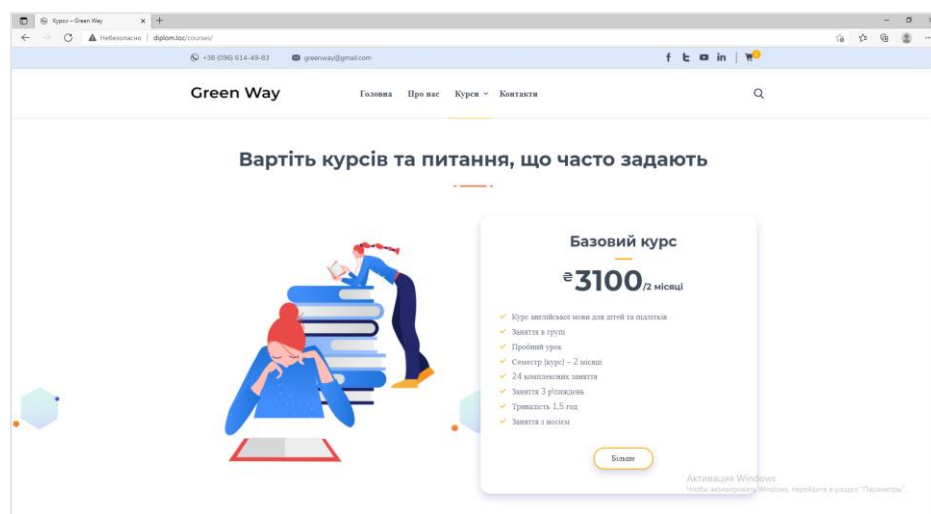 Курси – Green Way
Небезпасно | diplom.loc/courses/
+38 (096) 614-49-83 greenway@gmail.com
Green Way
Головна Про нас Курси Контакти
Вартіть курсів та питання, що часто задають
Базовий курс
₴3100/2 місяці
Курс англійської мови для дітей та підлітків
Заняття в групі
Пробний урок
Семестр (курс) – 2 місяці
24 комплексних заняття
Заняття 3 р\тиждень
Тривалість 1,5 год
Заняття з носієм
Більше
Активация Windows
Чтобы активировать Windows, перейдите в раздел "Параметры".